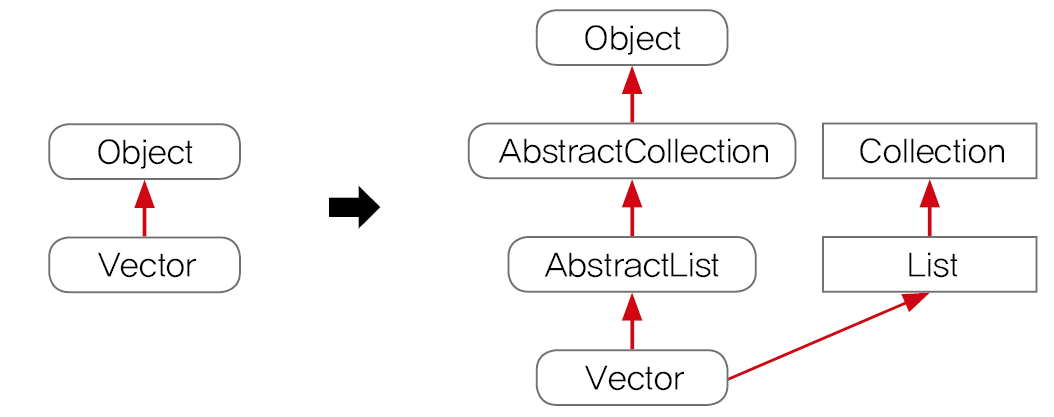 Object
Vector
Object
AbstractCollection
Collection
AbstractList
List
Vector